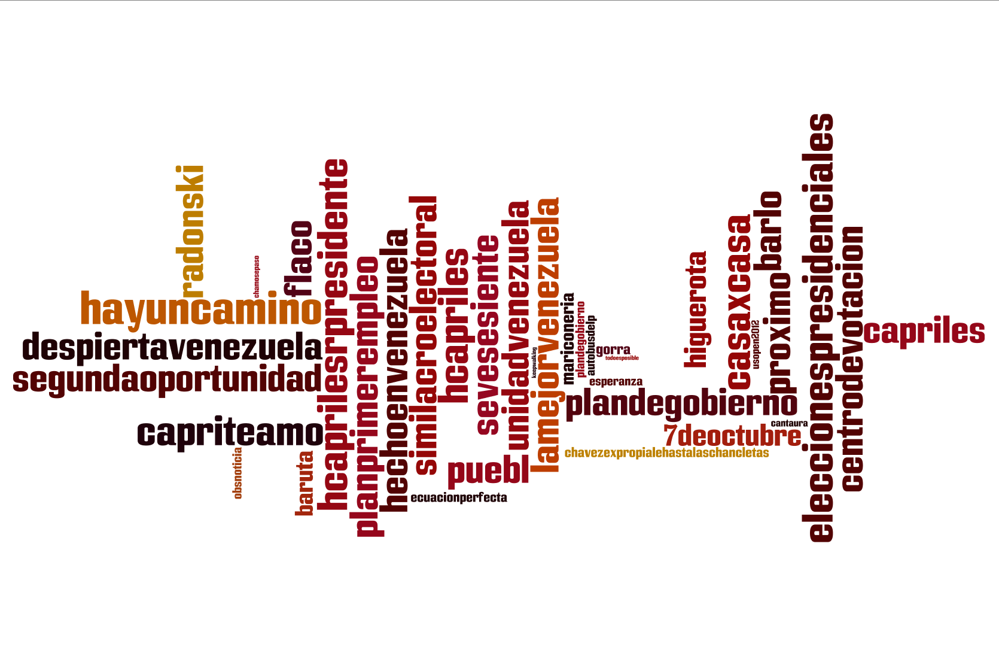 radonski
chamosepaso
flaco
hayuncamino
despiertavenezuela
segundaoportunidad
capriteamo
obsnoticia
baruta
hcaprilesrpresidente
planprimerempleo
hechoenvenezuela
similacroelectoral
hcapriles
sevesesiente
unidadvenezuela
puebl
ecuacionperfecta
keepwalking
lamejorvenezuela
mariconeria
plandegobierno
autobusdelp
gorra
todoesposible
esperanza
plandegobierno
cantaura
7deoctubre
chavezexpropialehastalaschancletas
higuerota
casaxcasa
usopen2012
barlo
proximo
eleccionespresidenciales
centrodevotacion
capriles